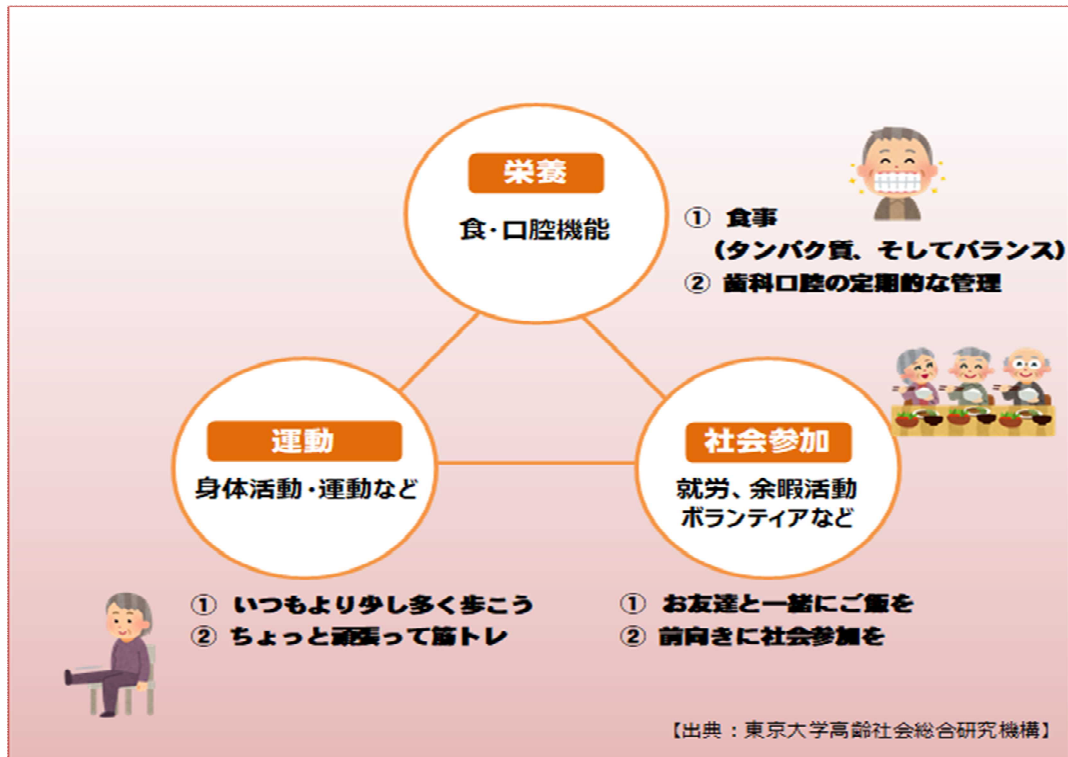 栄養
食・口腔機能
① 食事
（タンパク質、そしてバランス）
② 歯科口腔の定期的な管理
運動
身体活動・運動など
① いつもより少し多く歩こう
② ちょっと頑張って筋トレ
社会参加
就労、余暇活動
ボランティアなど
① お友達と一緒にご飯を
② 前向きに社会参加を
【出典：東京大学高齢社会総合研究機構】